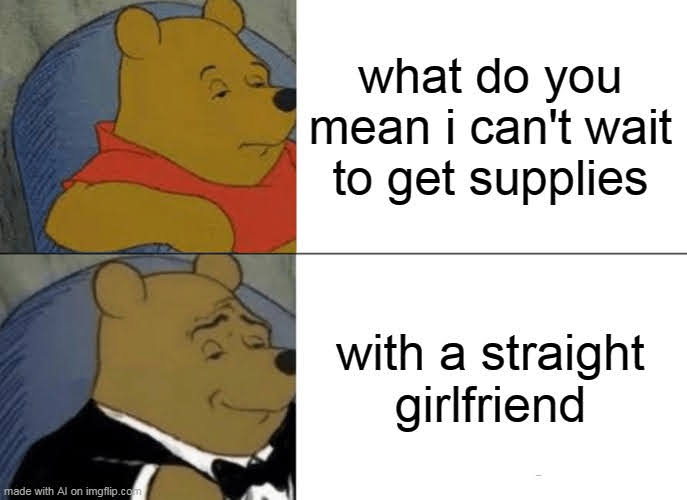 what do you
mean i can't wait
to get supplies
with a straight
girlfriend
made with AI on imgflip.com